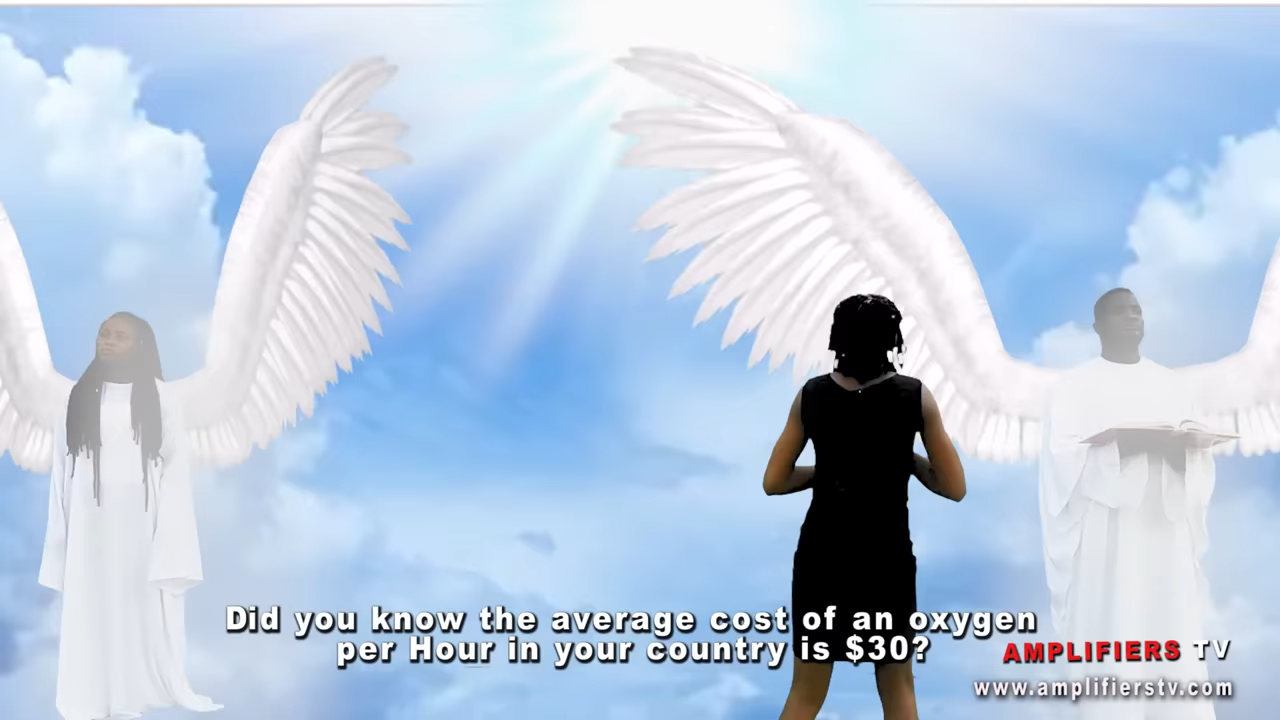 Did you know the average cost of an oxygen
per Hour in your country is $30?
AMPLIFIERS TV
www.amplifierstv.com